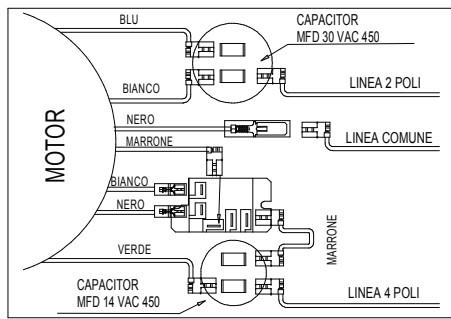 BLU
CAPACITOR
MFD 30 VAC 450
BIANCO
LINEA 2 POLI
NERO
LINEA COMUNE
MARRONE
MOTOR
BIANCO
NERO
MARRONE
VERDE
CAPACITOR
MFD 14 VAC 450
LINEA 4 POLI